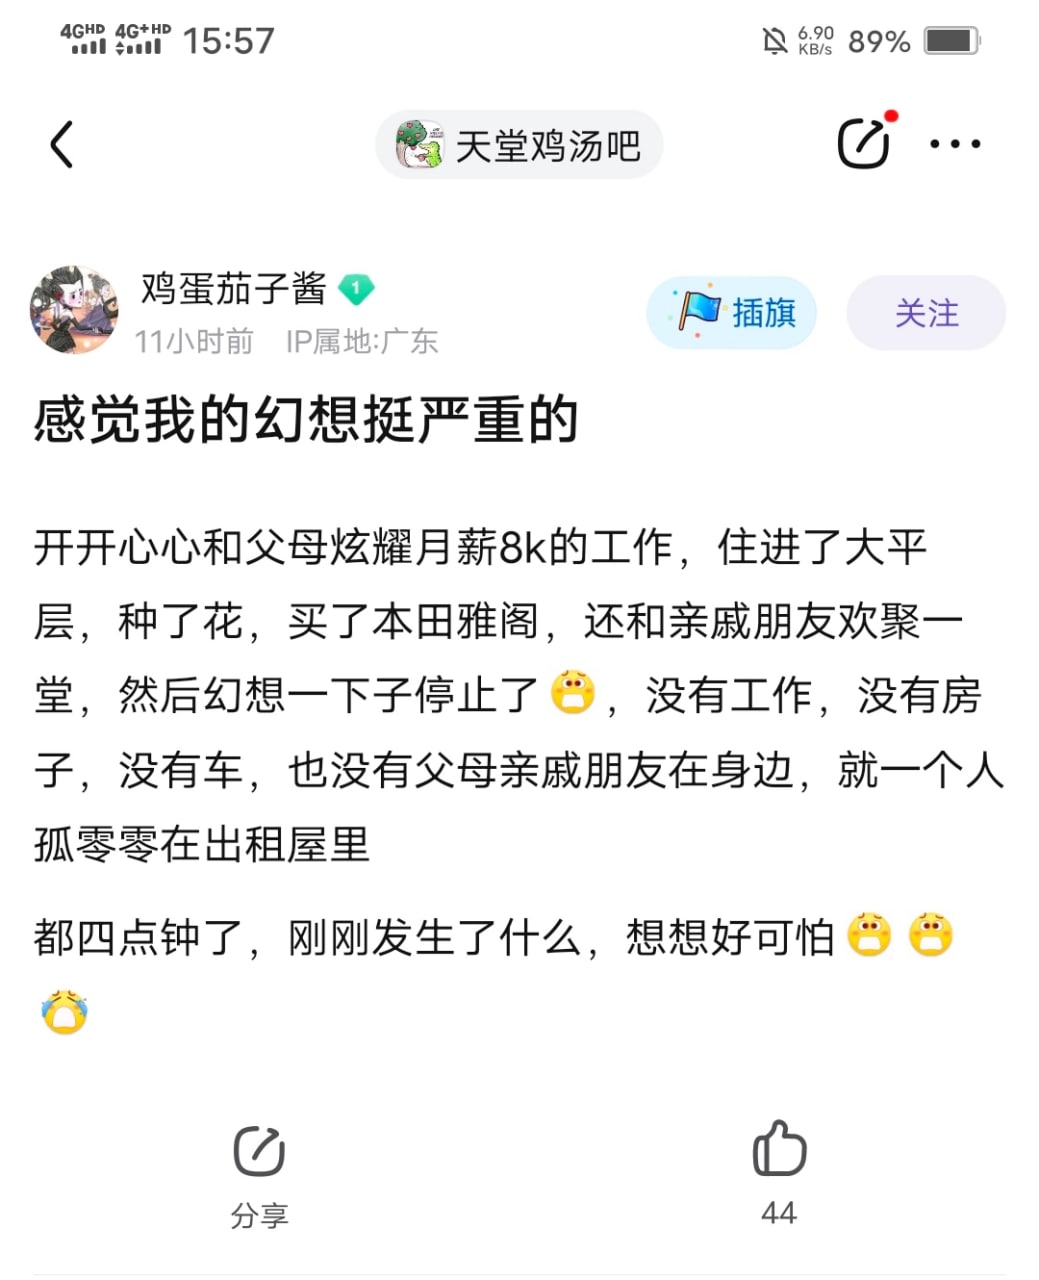 4GHD 4G+HD 15:57 6.90 KB/s 89%
天堂鸡汤吧
鸡蛋茄子酱 1
11小时前 IP属地:广东
插旗
关注
感觉我的幻想挺严重的
开开心心和父母炫耀月薪8k的工作，住进了大平
层，种了花，买了本田雅阁，还和亲戚朋友欢聚一
堂，然后幻想一下子停止了😨，没有工作，没有房
子，没有车，也没有父母亲戚朋友在身边，就一个人
孤零零在出租屋里
都四点钟了，刚刚发生了什么，想想好可怕😨😨
😭
分享
44